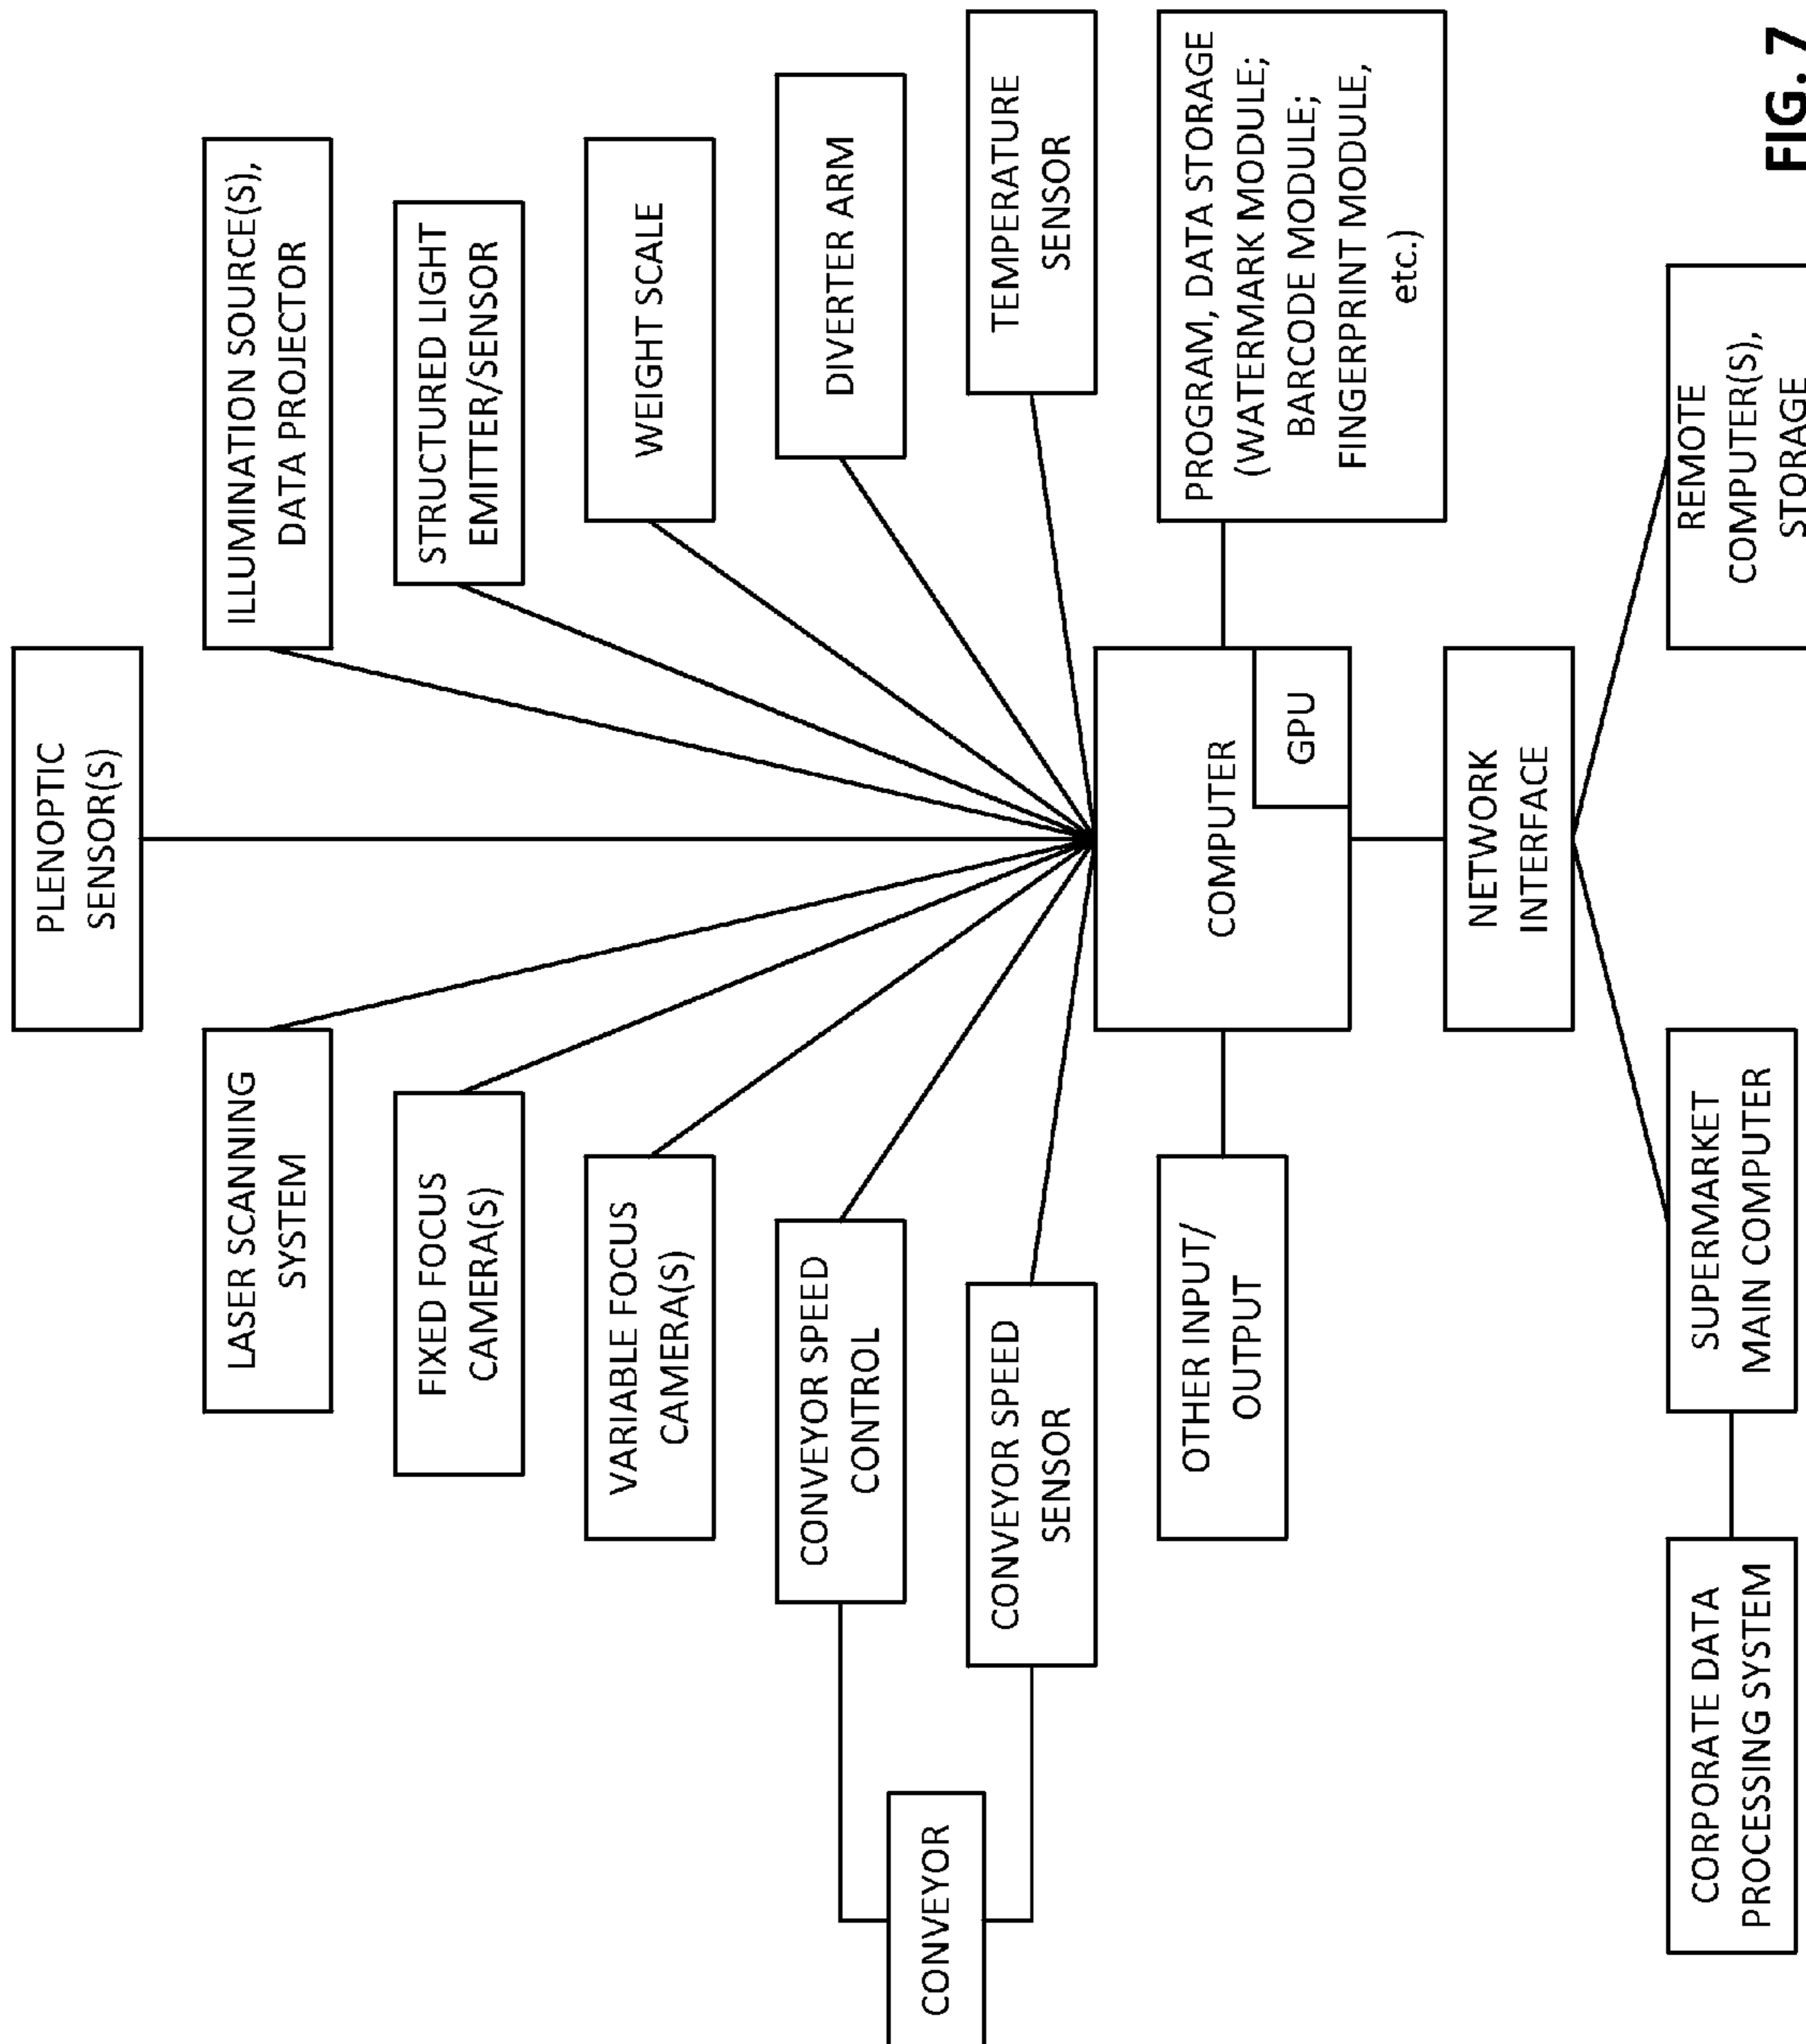 PLENOPTIC
SENSOR(S)
LASER SCANNING
SYSTEM
ILLUMINATION SOURCE(S),
DATA PROJECTOR
FIXED FOCUS
CAMERA(S)
STRUCTURED LIGHT
EMITTER/SENSOR
VARIABLE FOCUS
CAMERA(S)
WEIGHT SCALE
CONVEYOR SPEED
CONTROL
DIVERTER ARM
CONVEYOR
CONVEYOR SPEED
SENSOR
TEMPERATURE
SENSOR
OTHER INPUT/
OUTPUT
COMPUTER
GPU
PROGRAM, DATA STORAGE
(WATERMARK MODULE;
BARCODE MODULE;
FINGERPRINT MODULE,
etc.)
NETWORK
INTERFACE
CORPORATE DATA
PROCESSING SYSTEM
SUPERMARKET
MAIN COMPUTER
REMOTE
COMPUTER(S),
STORAGE
FIG. 7